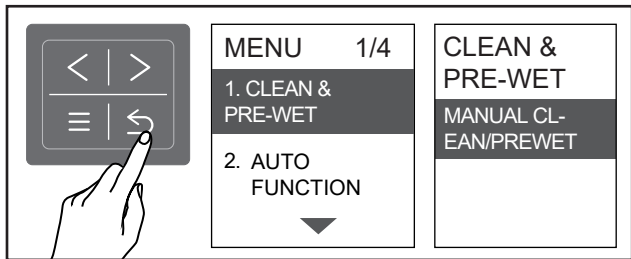 MENU 1/4
1. CLEAN &
PRE-WET
2. AUTO
FUNCTION
CLEAN &
PRE-WET
MANUAL CL-
EAN/PREWET